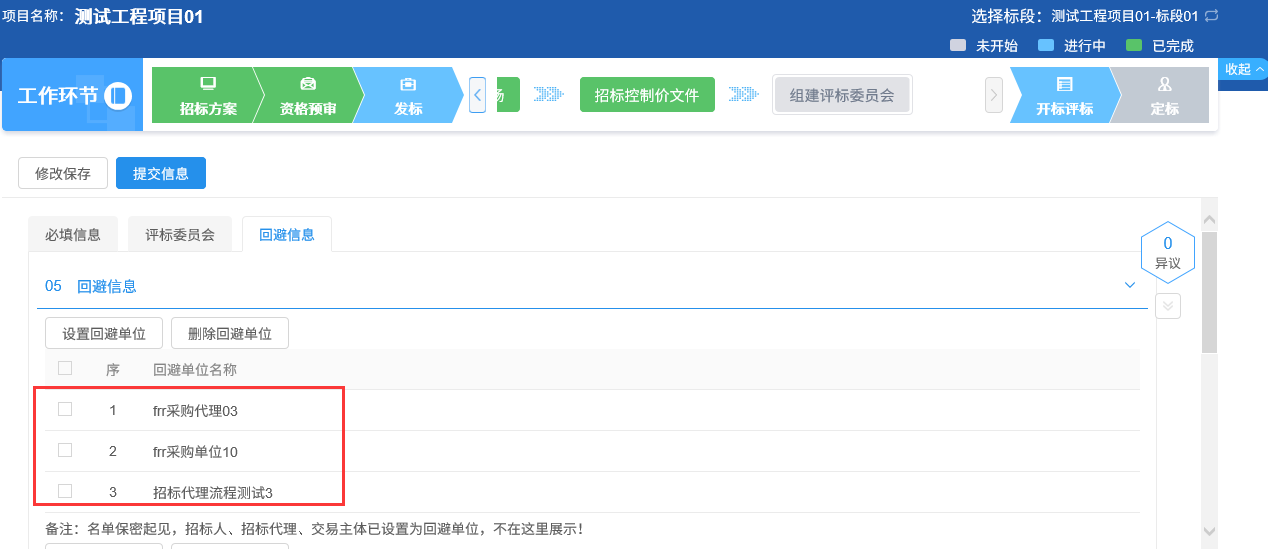 项目名称： 测试工程项目01
选择标段： 测试工程项目01-标段01
未开始 进行中 已完成
收起
工作环节
招标方案 资格预审 发标 场 招标控制价文件 组建评标委员会 开标评标 定标
修改保存 提交信息
必填信息 评标委员会 回避信息
0
异议
05 回避信息
设置回避单位 删除回避单位
序 回避单位名称
1 frr采购代理03
2 frr采购单位10
3 招标代理流程测试3
备注：名单保密起见，招标人、招标代理、交易主体已设置为回避单位，不在这里展示！